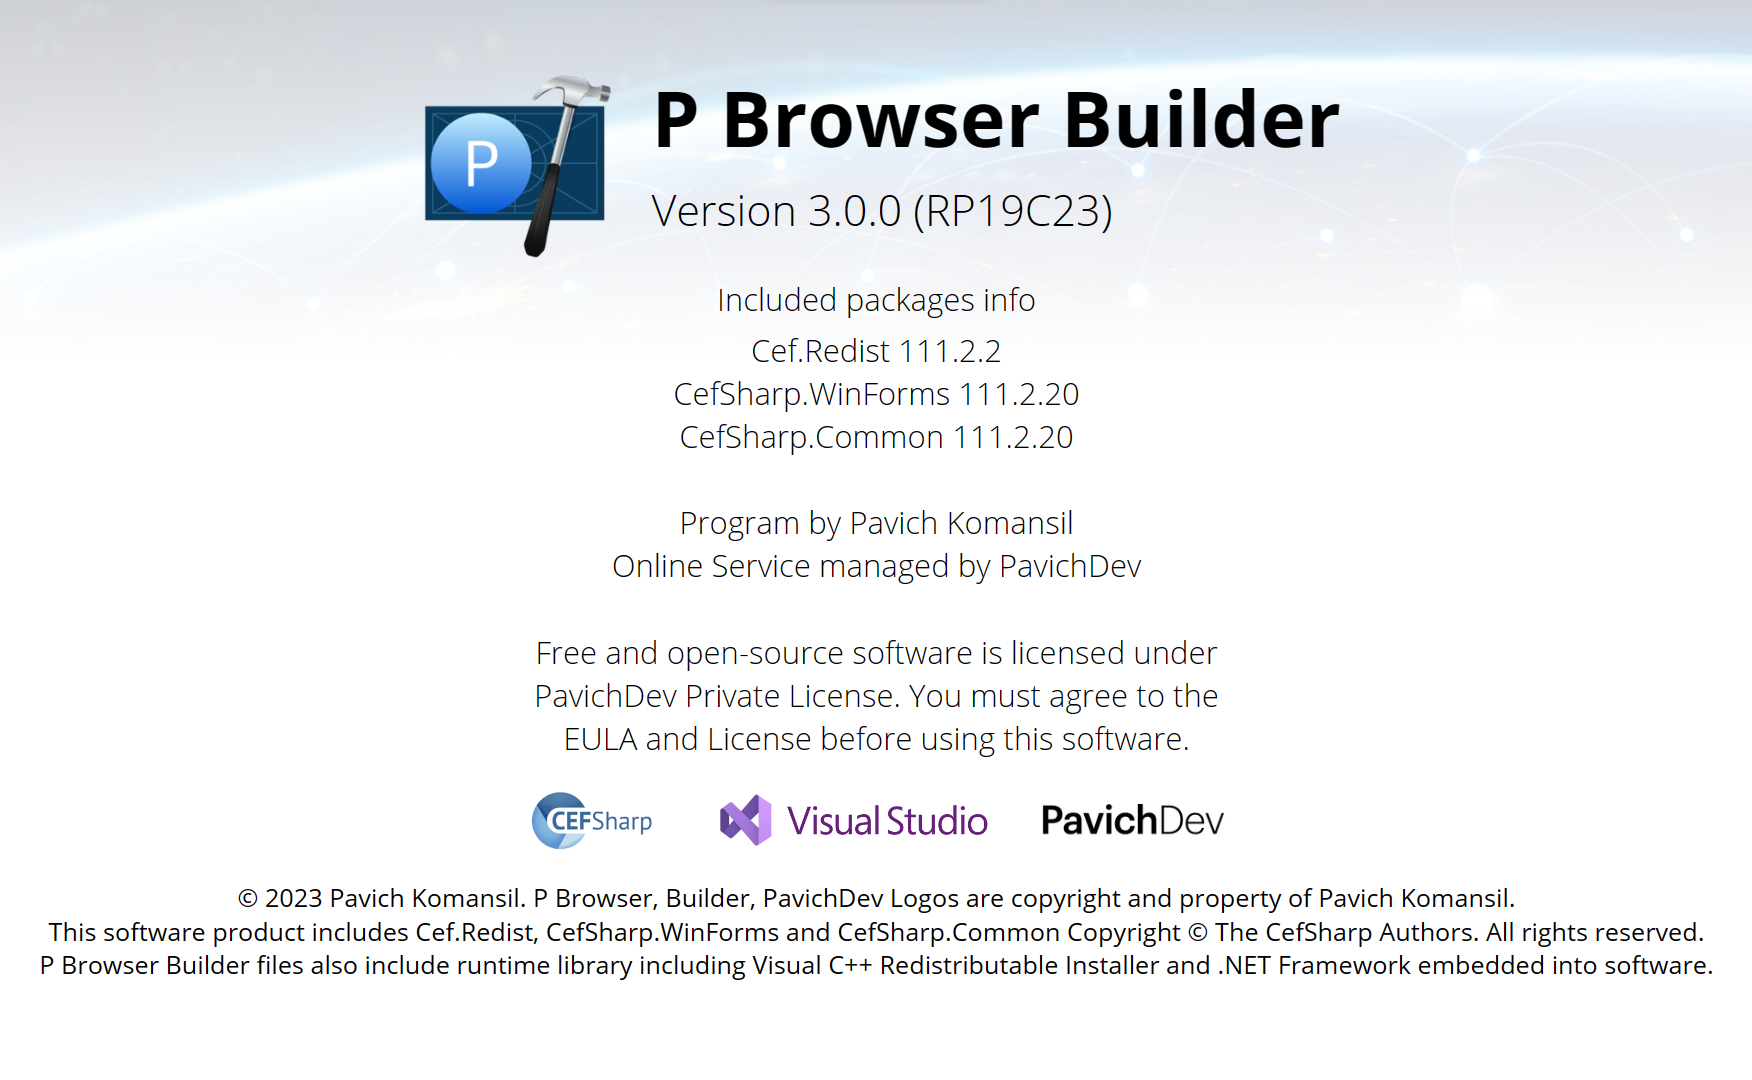 P
P Browser Builder
Version 3.0.0 (RP19C23)
Included packages info
Cef.Redist 111.2.2
CefSharp.WinForms 111.2.20
CefSharp.Common 111.2.20
Program by Pavich Komansil
Online Service managed by PavichDev
Free and open-source software is licensed under
PavichDev Private License. You must agree to the
EULA and License before using this software.
CEFSharp Visual Studio PavichDev
© 2023 Pavich Komansil. P Browser, Builder, PavichDev Logos are copyright and property of Pavich Komansil.
This software product includes Cef.Redist, CefSharp.WinForms and CefSharp.Common Copyright © The CefSharp Authors. All rights reserved.
P Browser Builder files also include runtime library including Visual C++ Redistributable Installer and .NET Framework embedded into software.